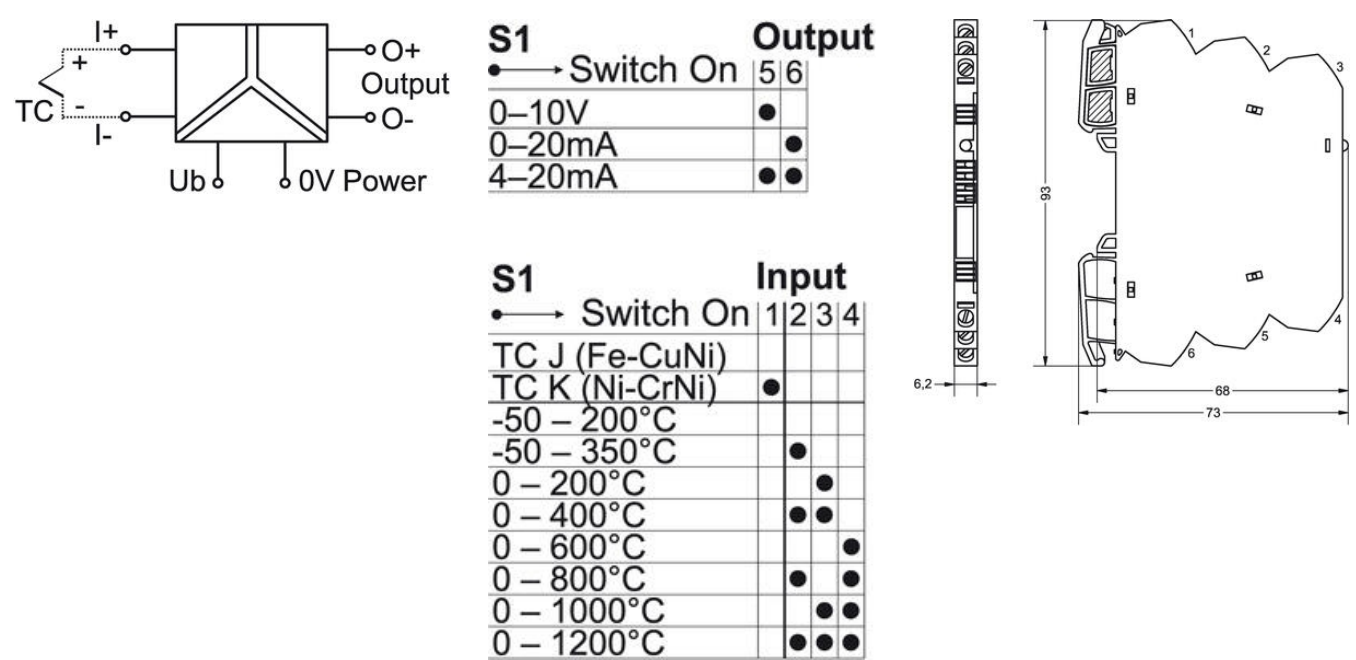 I+
+
TC
-
I-
O+
Output
O-
Ub
0V Power
S1 Output
Switch On 5 6
0–10V
0–20mA
4–20mA
S1 Input
Switch On 1 2 3 4
TC J (Fe-CuNi)
TC K (Ni-CrNi)
-50 – 200°C
-50 – 350°C
0 – 200°C
0 – 400°C
0 – 600°C
0 – 800°C
0 – 1000°C
0 – 1200°C
6,2
93
1
2
3
4
5
6
68
73